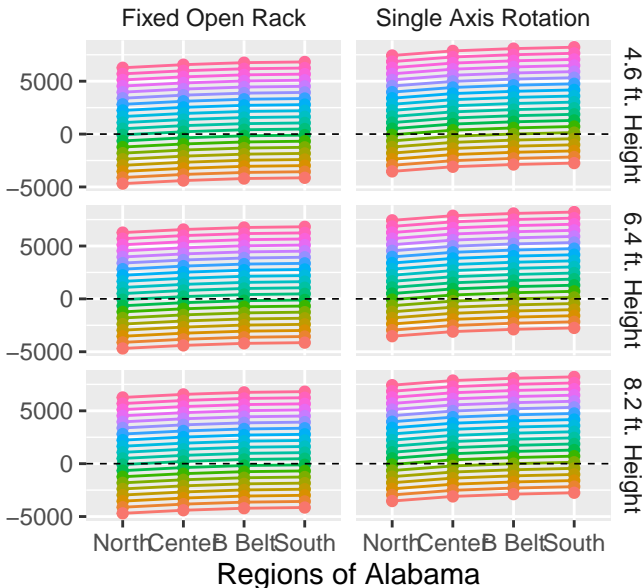 Fixed Open Rack Single Axis Rotation
5000
0
−5000
4.6 ft. Height
5000
0
−5000
6.4 ft. Height
5000
0
−5000
8.2 ft. Height
North Center B Belt South North Center B Belt South
Regions of Alabama